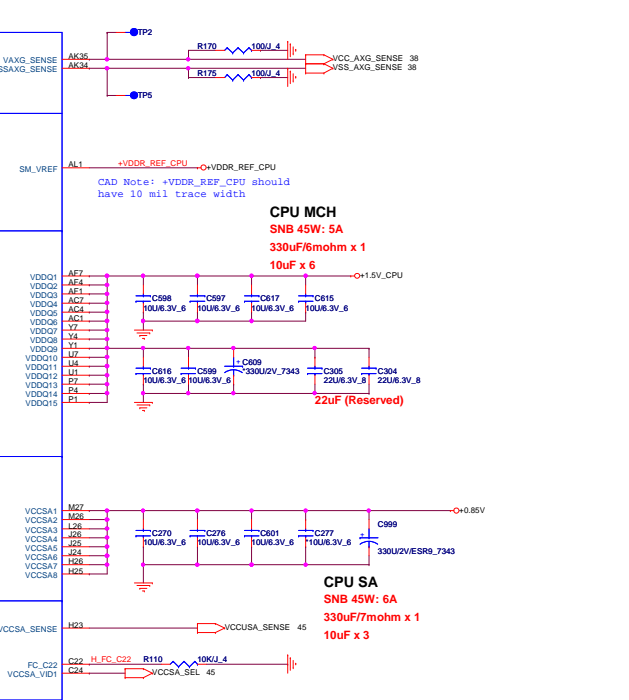 TP2
R170 100/J_4
VAXG_SENSE AK35 VCC_AXG_SENSE 38
SSAXG_SENSE AK34 VSS_AXG_SENSE 38
R175 100/J_4
TP5
SM_VREF AL1 +VDDR_REF_CPU +VDDR_REF_CPU
CAD Note: +VDDR_REF_CPU should
have 10 mil trace width
CPU MCH
SNB 45W: 5A
330uF/6mohm x 1
10uF x 6
VDDQ1 AF7 +1.5V_CPU
VDDQ2 AF4
VDDQ3 AF1
VDDQ4 AC7
VDDQ5 AC4
VDDQ6 AC1
VDDQ7 Y7
VDDQ8 Y4
VDDQ9 Y1
VDDQ10 U7
VDDQ11 U4
VDDQ12 U1
VDDQ13 P7
VDDQ14 P4
VDDQ15 P1
C598 C597 C617 C615
10U/6.3V_6 10U/6.3V_6 10U/6.3V_6 10U/6.3V_6
C616 C599 + C609 C305 C304
10U/6.3V_6 10U/6.3V_6 *330U/2V_7343 22U/6.3V_8 22U/6.3V_8
22uF (Reserved)
VCCSA1 M27 +0.85V
VCCSA2 M26
VCCSA3 L26
VCCSA4 J26
VCCSA5 J25
VCCSA6 J24
VCCSA7 H26
VCCSA8 H25
C270 C276 C601 C277 + C999
10U/6.3V_6 10U/6.3V_6 10U/6.3V_6 *10U/6.3V_6 330U/2V/ESR9_7343
CPU SA
SNB 45W: 6A
330uF/7mohm x 1
10uF x 3
VCCSA_SENSE H23 VCCUSA_SENSE 45
FC_C22 C22 H_FC_C22 R110 10K/J_4
VCCSA_VID1 C24 VCCSA_SEL 45